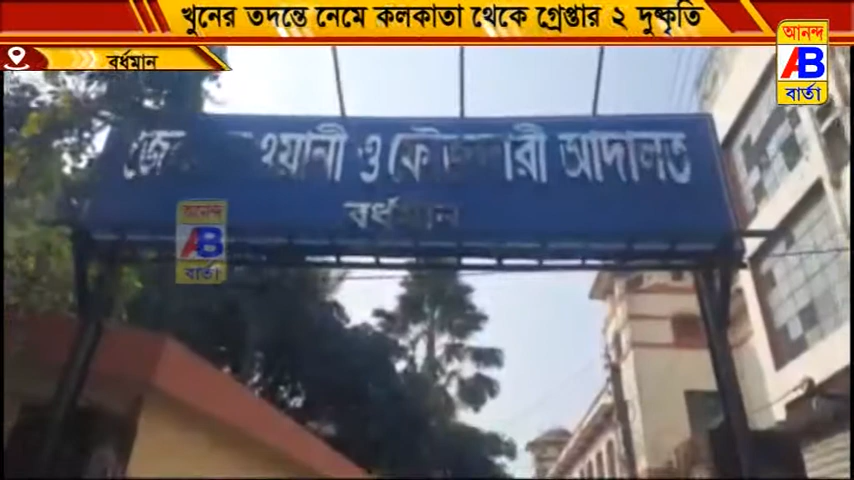 খুনের তদন্তে নেমে কলকাতা থেকে গ্রেপ্তার ২ দুষ্কৃতি
বর্ধমান
আনন্দ
AB
বার্তা
ও ফৌজদারী আদালত
বর্ধমান
আনন্দ
AB
বার্তা